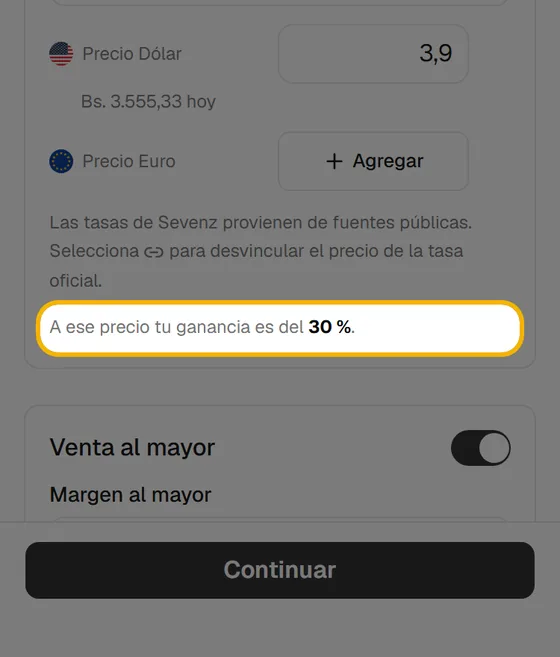 Precio Dólar
3,9
Bs. 3.555,33 hoy
Precio Euro
+ Agregar
Las tasas de Sevenz provienen de fuentes públicas.
Selecciona para desvincular el precio de la tasa
oficial.
A ese precio tu ganancia es del 30 %.
Venta al mayor
Margen al mayor
Continuar